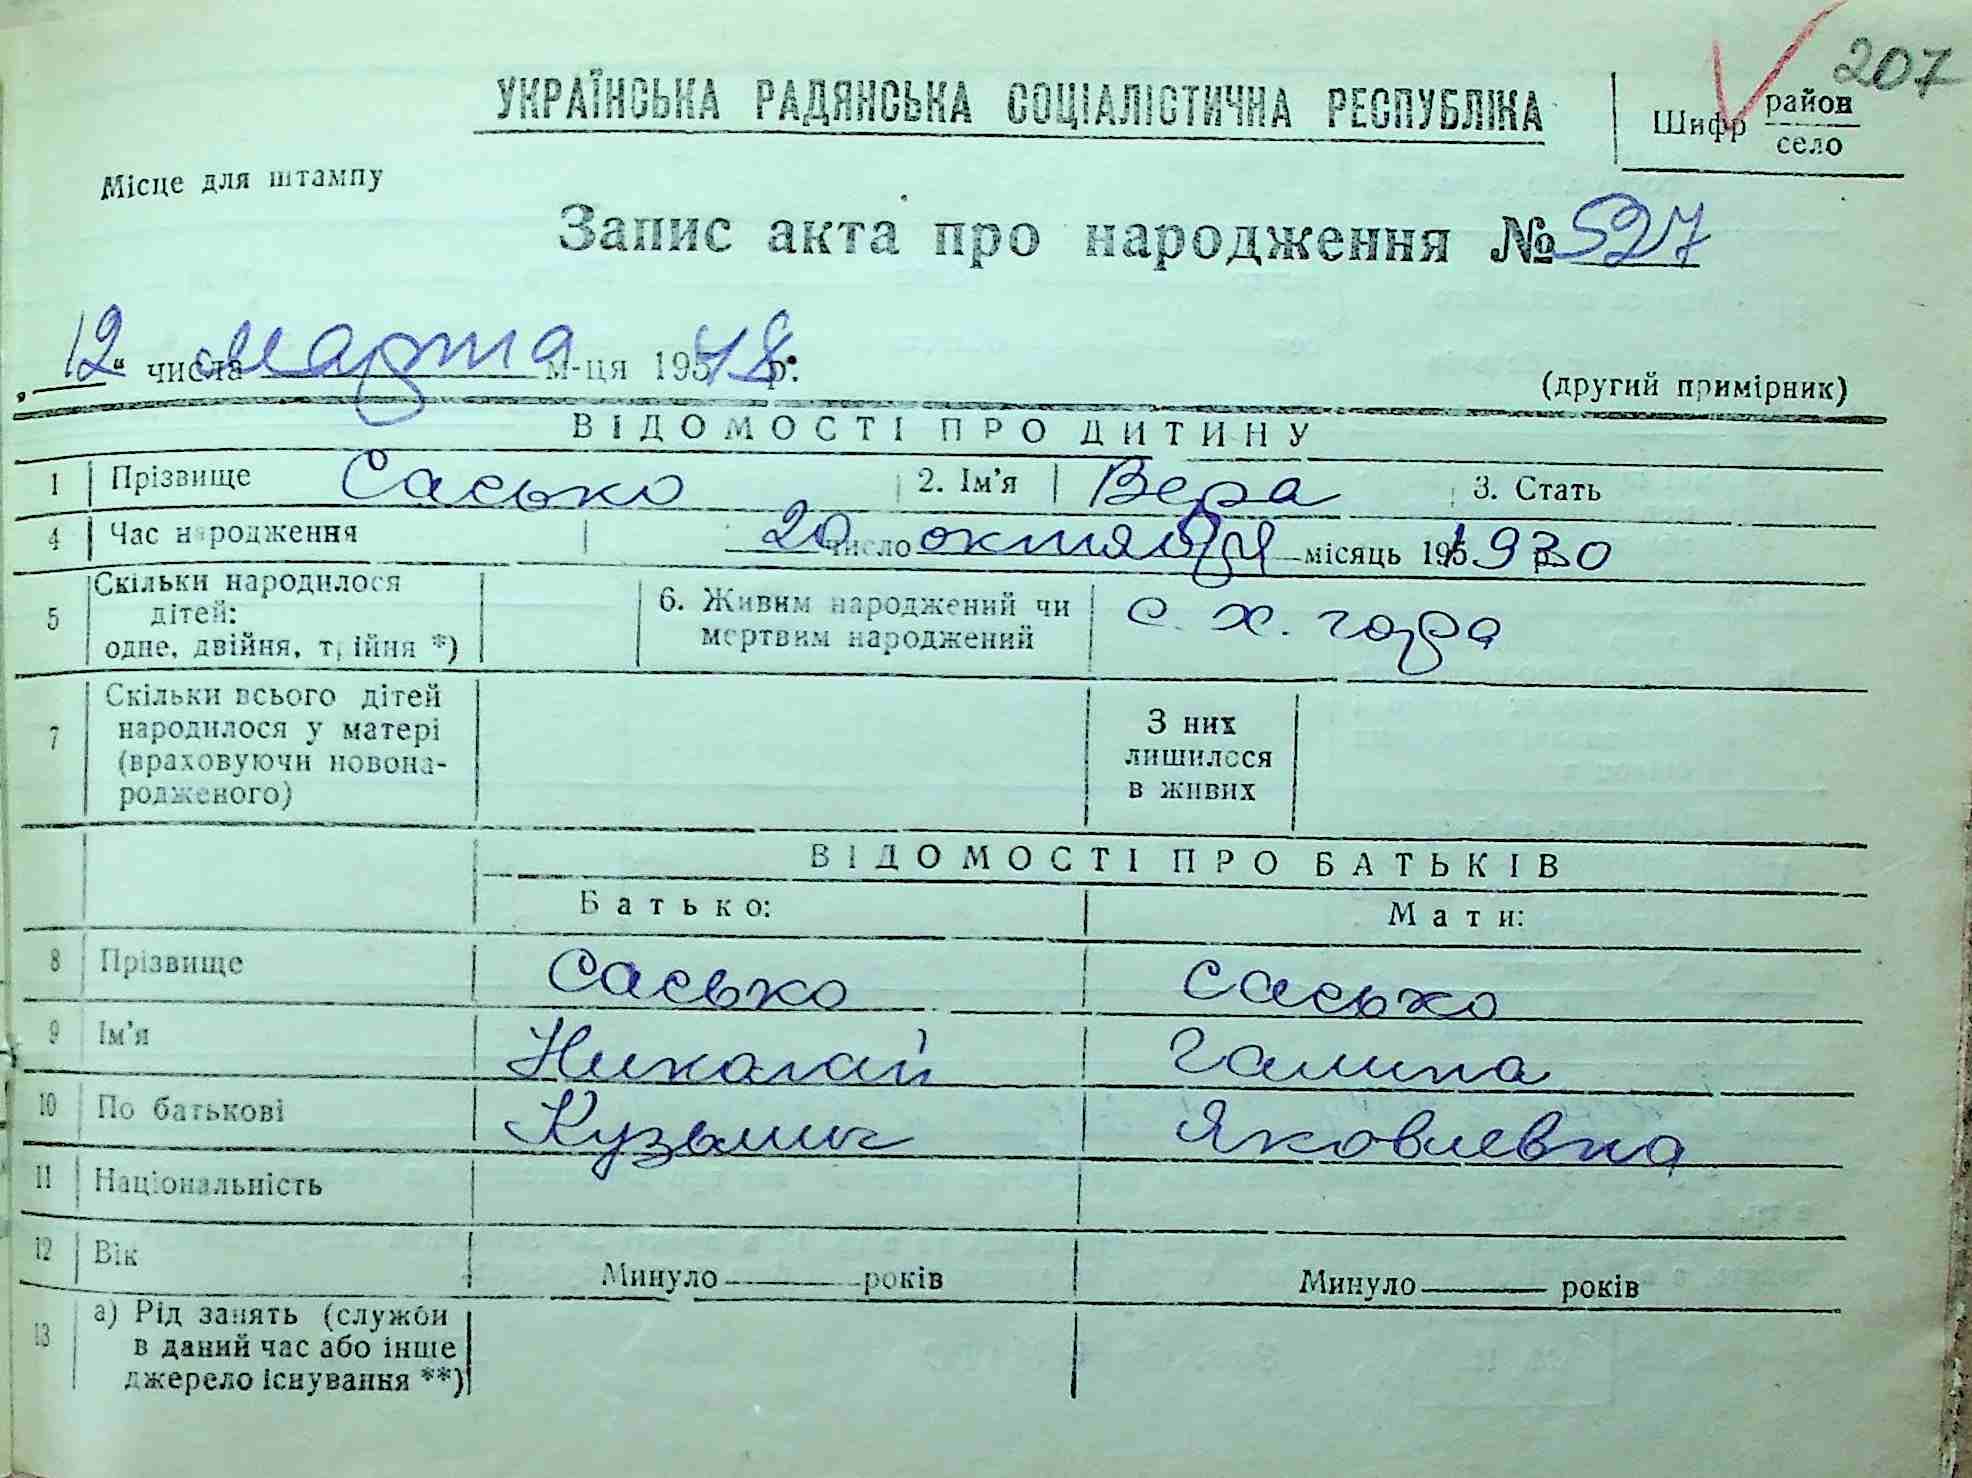 207
УКРАЇНСЬКА РАДЯНСЬКА СОЦІАЛІСТИЧНА РЕСПУБЛІКА
Шифр район
село
Місце для штампу
Запис акта про народження № 527
„12“ числа марта м-ця 195 48 р.
(другий примірник)
ВІДОМОСТІ ПРО ДИТИНУ
1 Прізвище Сасько 2. Ім'я Вера 3. Стать
4 Час народження 20 число октября місяць 195 1930
5 Скільки народилося дітей: одне, двійня, трійня *) 6. Живим народжений чи мертвим народжений с. х. года
7 Скільки всього дітей народилося у матері (враховуючи новонародженого) З них лишилося в живих
ВІДОМОСТІ ПРО БАТЬКІВ
Батько: Мати:
8 Прізвище Сасько Сасько
9 Ім'я Николай Галина
10 По батькові Кузьмич Яковлевна
11 Національність
12 Вік Минуло років Минуло років
13 а) Рід занять (служби в даний час або інше джерело існування **)